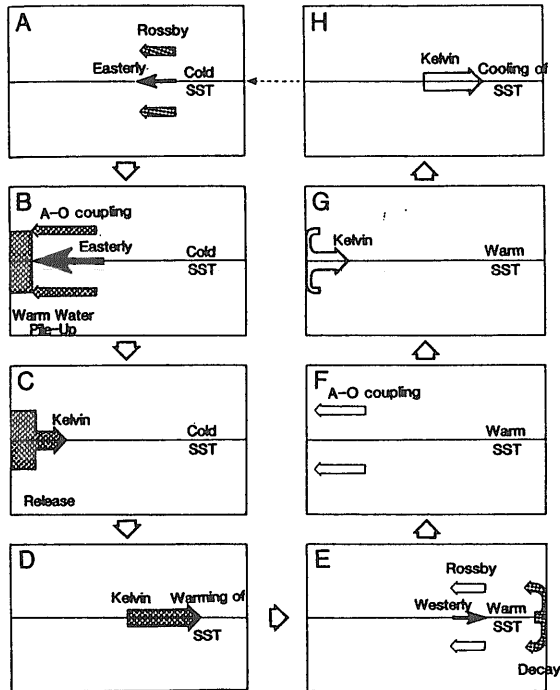 A
Rossby
Easterly
Cold
SST
B
A-O coupling
Easterly
Cold
SST
Warm Water
Pile-Up
C
Kelvin
Cold
SST
Release
D
Kelvin
Warming of
SST
E
Rossby
Westerly
Warm
SST
Decay
F
A-O coupling
Warm
SST
G
Kelvin
Warm
SST
H
Kelvin
Cooling of
SST